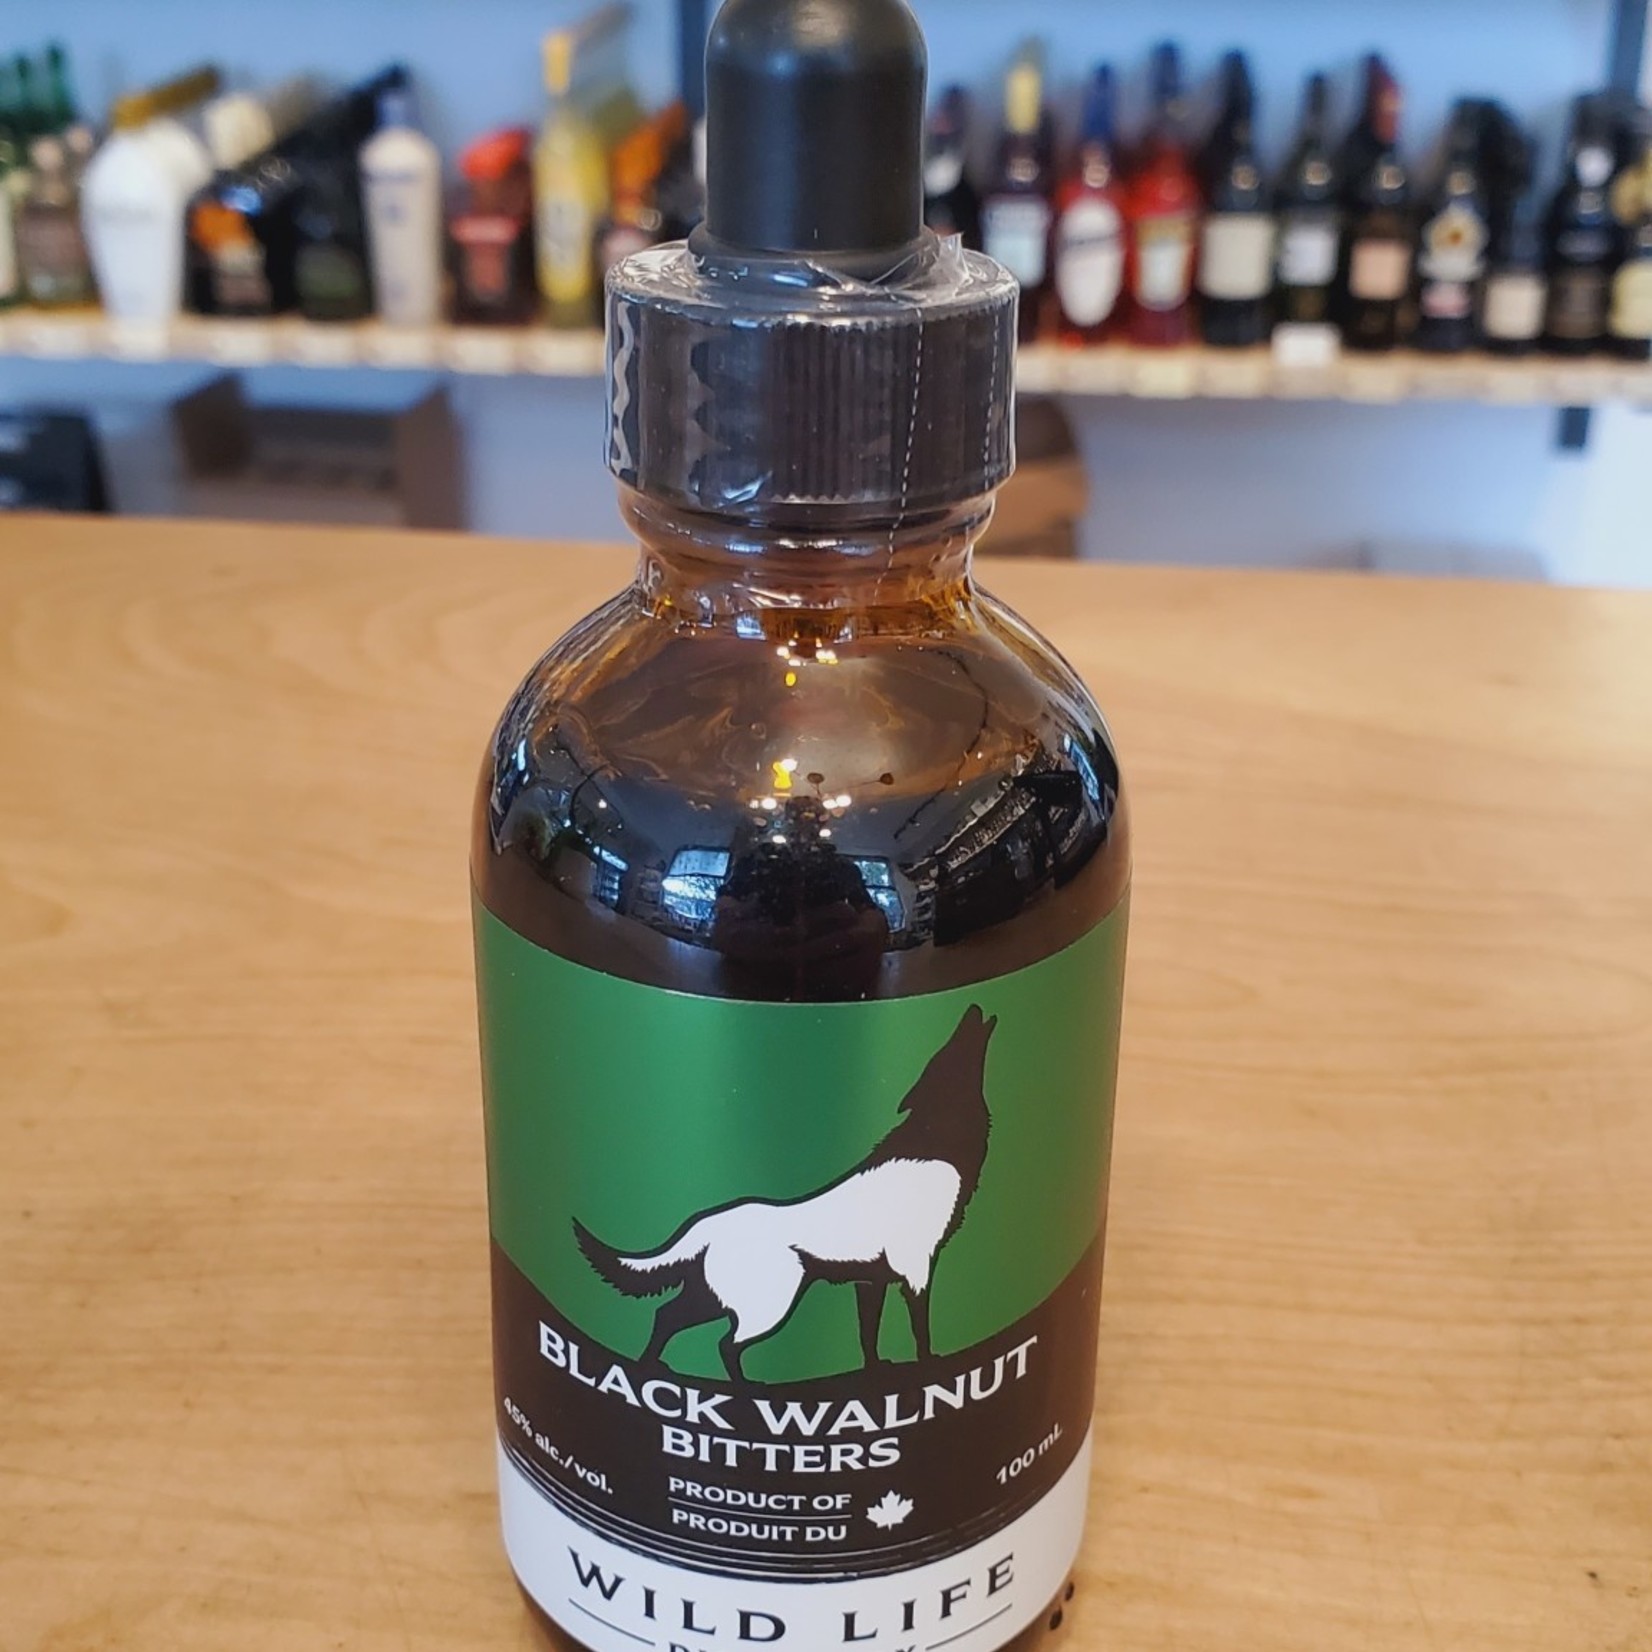 BLACK WALNUT
BITTERS
45% alc./vol.
100 mL
PRODUCT OF
PRODUIT DU
WILD LIFE